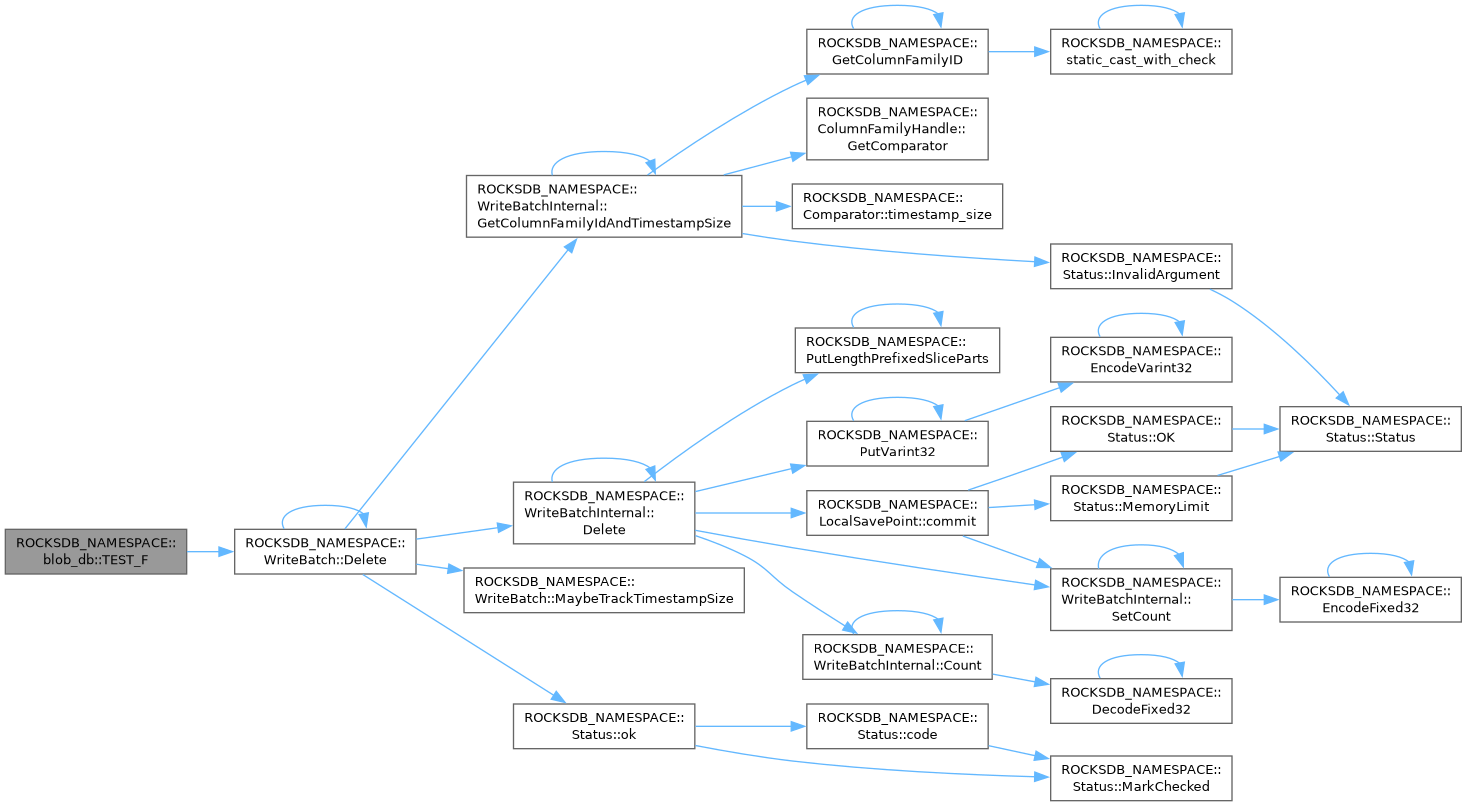 ROCKSDB_NAMESPACE::
blob_db::TEST_F
ROCKSDB_NAMESPACE::
WriteBatch::Delete
ROCKSDB_NAMESPACE::
WriteBatchInternal::
GetColumnFamilyIdAndTimestampSize
ROCKSDB_NAMESPACE::
GetColumnFamilyID
ROCKSDB_NAMESPACE::
static_cast_with_check
ROCKSDB_NAMESPACE::
ColumnFamilyHandle::
GetComparator
ROCKSDB_NAMESPACE::
Comparator::timestamp_size
ROCKSDB_NAMESPACE::
Status::InvalidArgument
ROCKSDB_NAMESPACE::
Status::Status
ROCKSDB_NAMESPACE::
WriteBatchInternal::
Delete
ROCKSDB_NAMESPACE::
PutLengthPrefixedSliceParts
ROCKSDB_NAMESPACE::
PutVarint32
ROCKSDB_NAMESPACE::
EncodeVarint32
ROCKSDB_NAMESPACE::
LocalSavePoint::commit
ROCKSDB_NAMESPACE::
Status::OK
ROCKSDB_NAMESPACE::
Status::MemoryLimit
ROCKSDB_NAMESPACE::
WriteBatchInternal::
SetCount
ROCKSDB_NAMESPACE::
EncodeFixed32
ROCKSDB_NAMESPACE::
WriteBatchInternal::Count
ROCKSDB_NAMESPACE::
DecodeFixed32
ROCKSDB_NAMESPACE::
WriteBatch::MaybeTrackTimestampSize
ROCKSDB_NAMESPACE::
Status::ok
ROCKSDB_NAMESPACE::
Status::code
ROCKSDB_NAMESPACE::
Status::MarkChecked